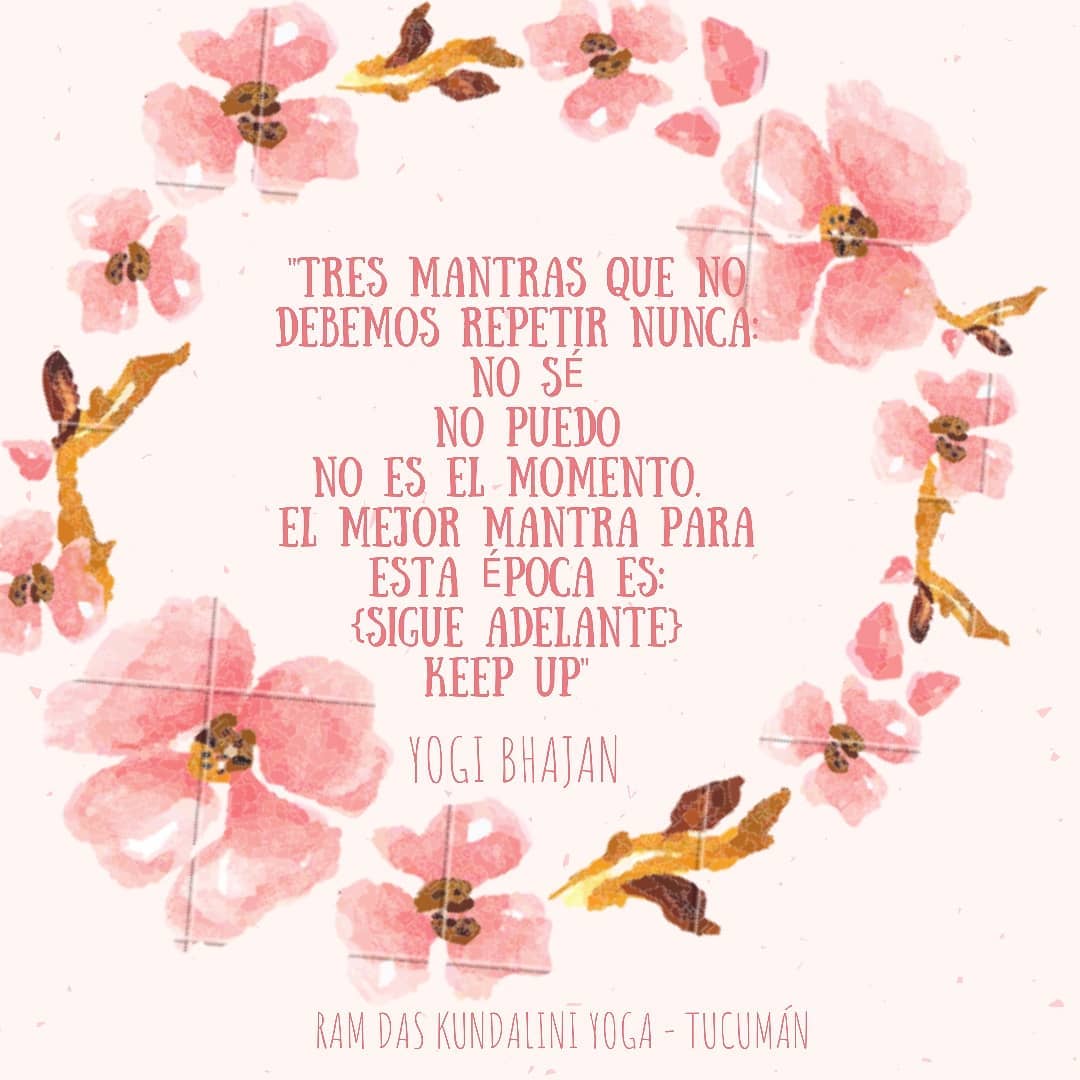 "TRES MANTRAS QUE NO
DEBEMOS REPETIR NUNCA:
NO SÉ
NO PUEDO
NO ES EL MOMENTO.
EL MEJOR MANTRA PARA
ESTA ÉPOCA ES:
{SIGUE ADELANTE}
KEEP UP"
YOGI BHAJAN
RAM DAS KUNDALINI YOGA - TUCUMÁN